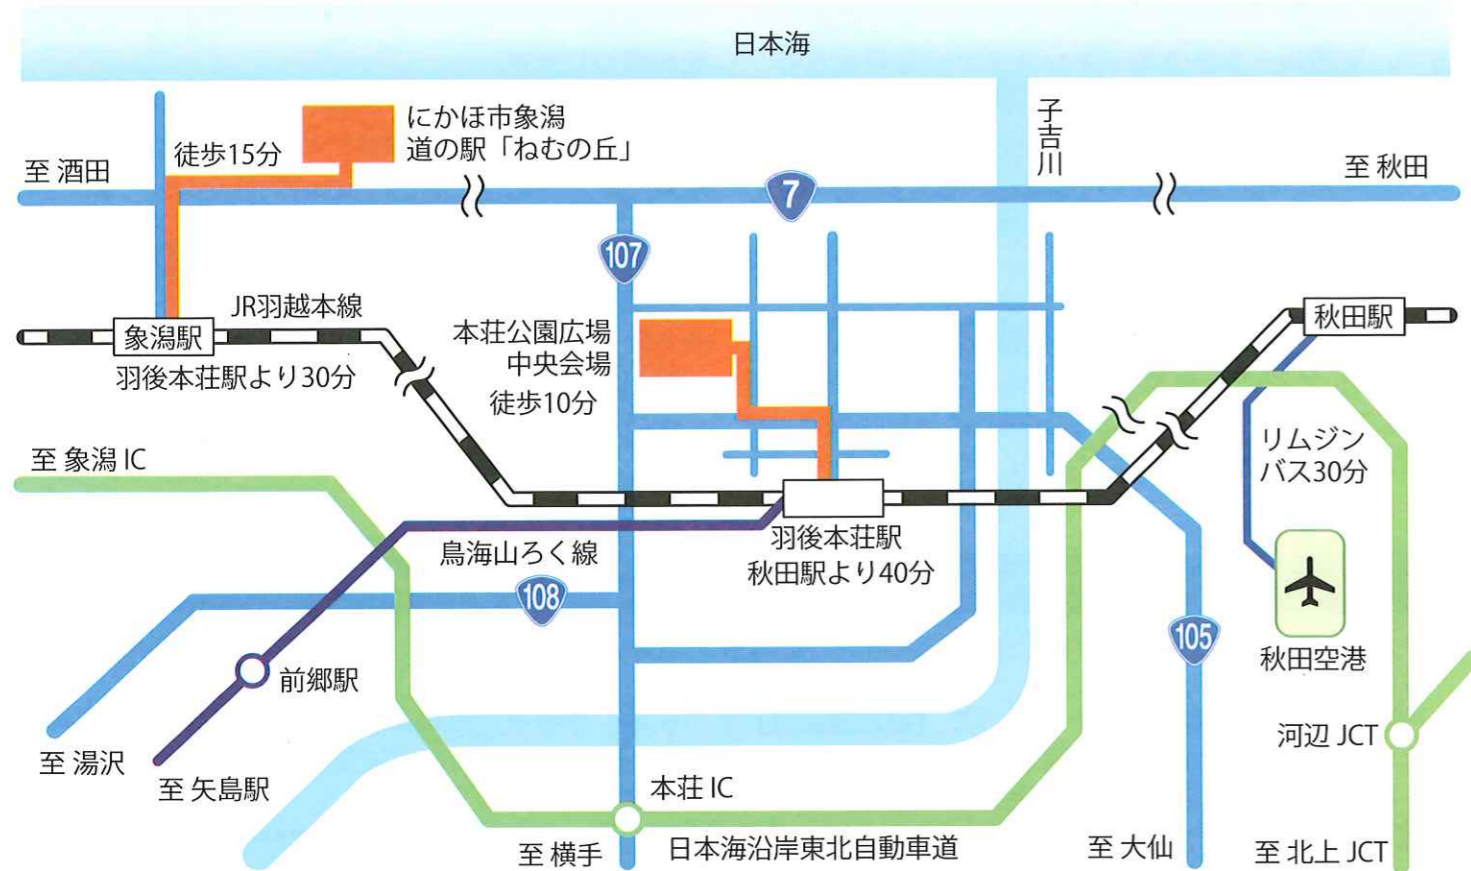 日本海
子吉川
にかほ市象潟
道の駅「ねむの丘」
徒歩15分
至 酒田
至 秋田
7
107
JR羽越本線
象潟駅
羽後本荘駅より30分
本荘公園広場
中央会場
徒歩10分
秋田駅
リムジン
バス30分
至 象潟 IC
羽後本荘駅
秋田駅より40分
鳥海山ろく線
108
105
秋田空港
前郷駅
至 湯沢
至 矢島駅
河辺 JCT
本荘 IC
日本海沿岸東北自動車道
至 横手
至 大仙
至 北上 JCT